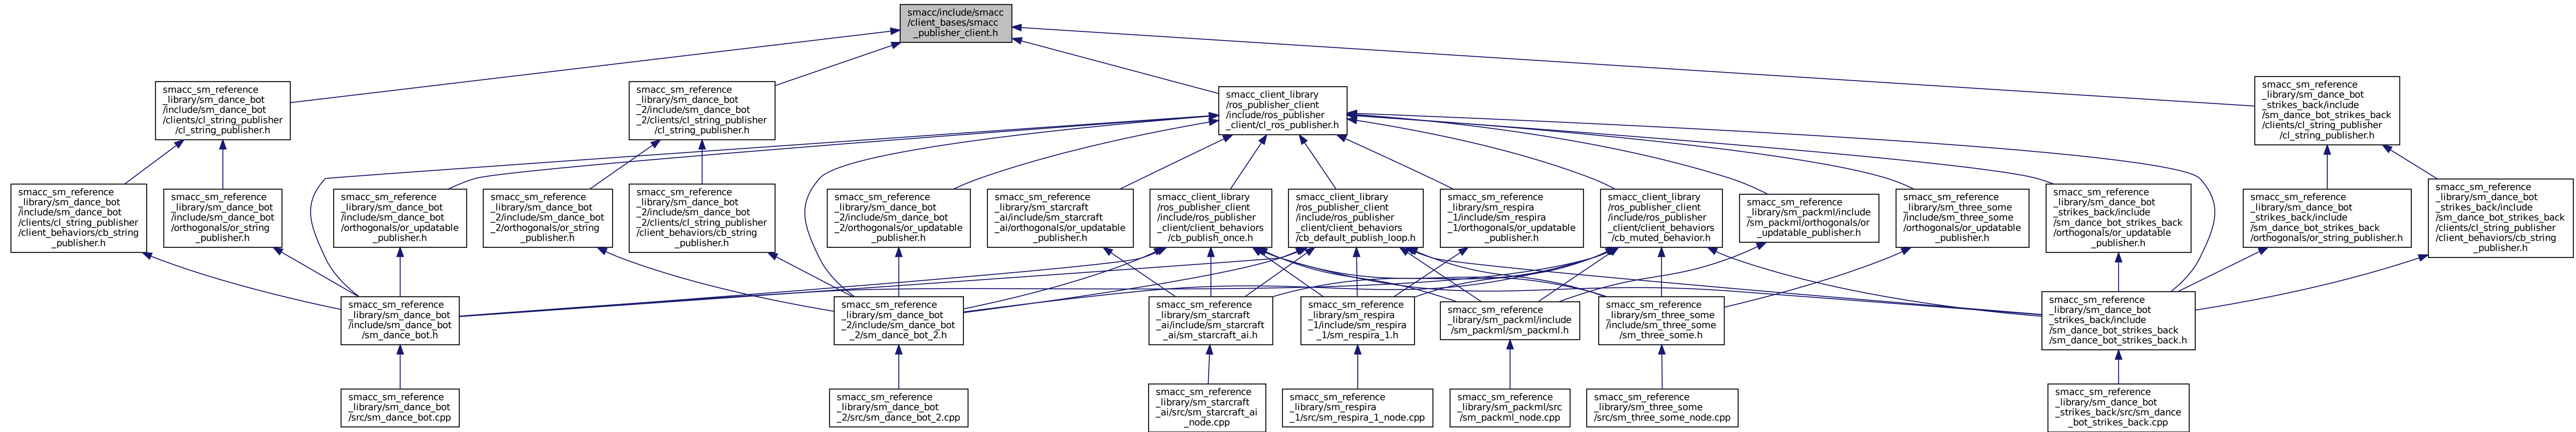 smacc/include/smacc
/client_bases/smacc
_publisher_client.h
smacc_sm_reference
_library/sm_dance_bot
/include/sm_dance_bot
/clients/cl_string_publisher
/cl_string_publisher.h
smacc_sm_reference
_library/sm_dance_bot
_2/include/sm_dance_bot
_2/clients/cl_string_publisher
/cl_string_publisher.h
smacc_client_library
/ros_publisher_client
/include/ros_publisher
_client/cl_ros_publisher.h
smacc_sm_reference
_library/sm_dance_bot
_strikes_back/include
/sm_dance_bot_strikes_back
/clients/cl_string_publisher
/cl_string_publisher.h
smacc_sm_reference
_library/sm_dance_bot
/include/sm_dance_bot
/clients/cl_string_publisher
/client_behaviors/cb_string
_publisher.h
smacc_sm_reference
_library/sm_dance_bot
/include/sm_dance_bot
/orthogonals/or_string
_publisher.h
smacc_sm_reference
_library/sm_dance_bot
/include/sm_dance_bot
/orthogonals/or_updatable
_publisher.h
smacc_sm_reference
_library/sm_dance_bot
_2/include/sm_dance_bot
_2/orthogonals/or_string
_publisher.h
smacc_sm_reference
_library/sm_dance_bot
_2/include/sm_dance_bot
_2/clients/cl_string_publisher
/client_behaviors/cb_string
_publisher.h
smacc_sm_reference
_library/sm_dance_bot
_2/include/sm_dance_bot
_2/orthogonals/or_updatable
_publisher.h
smacc_sm_reference
_library/sm_starcraft
_ai/include/sm_starcraft
_ai/orthogonals/or_updatable
_publisher.h
smacc_client_library
/ros_publisher_client
/include/ros_publisher
_client/client_behaviors
/cb_publish_once.h
smacc_client_library
/ros_publisher_client
/include/ros_publisher
_client/client_behaviors
/cb_default_publish_loop.h
smacc_sm_reference
_library/sm_respira
_1/include/sm_respira
_1/orthogonals/or_updatable
_publisher.h
smacc_client_library
/ros_publisher_client
/include/ros_publisher
_client/client_behaviors
/cb_muted_behavior.h
smacc_sm_reference
_library/sm_packml/include
/sm_packml/orthogonals/or
_updatable_publisher.h
smacc_sm_reference
_library/sm_three_some
/include/sm_three_some
/orthogonals/or_updatable
_publisher.h
smacc_sm_reference
_library/sm_dance_bot
_strikes_back/include
/sm_dance_bot_strikes_back
/orthogonals/or_updatable
_publisher.h
smacc_sm_reference
_library/sm_dance_bot
_strikes_back/include
/sm_dance_bot_strikes_back
/orthogonals/or_string_publisher.h
smacc_sm_reference
_library/sm_dance_bot
_strikes_back/include
/sm_dance_bot_strikes_back
/clients/cl_string_publisher
/client_behaviors/cb_string
_publisher.h
smacc_sm_reference
_library/sm_dance_bot
/include/sm_dance_bot
/sm_dance_bot.h
smacc_sm_reference
_library/sm_dance_bot
_2/include/sm_dance_bot
_2/sm_dance_bot_2.h
smacc_sm_reference
_library/sm_starcraft
_ai/include/sm_starcraft
_ai/sm_starcraft_ai.h
smacc_sm_reference
_library/sm_respira
_1/include/sm_respira
_1/sm_respira_1.h
smacc_sm_reference
_library/sm_packml/include
/sm_packml/sm_packml.h
smacc_sm_reference
_library/sm_three_some
/include/sm_three_some
/sm_three_some.h
smacc_sm_reference
_library/sm_dance_bot
_strikes_back/include
/sm_dance_bot_strikes_back
/sm_dance_bot_strikes_back.h
smacc_sm_reference
_library/sm_dance_bot
/src/sm_dance_bot.cpp
smacc_sm_reference
_library/sm_dance_bot
_2/src/sm_dance_bot_2.cpp
smacc_sm_reference
_library/sm_starcraft
_ai/src/sm_starcraft_ai
_node.cpp
smacc_sm_reference
_library/sm_respira
_1/src/sm_respira_1_node.cpp
smacc_sm_reference
_library/sm_packml/src
/sm_packml_node.cpp
smacc_sm_reference
_library/sm_three_some
/src/sm_three_some_node.cpp
smacc_sm_reference
_library/sm_dance_bot
_strikes_back/src/sm_dance
_bot_strikes_back.cpp